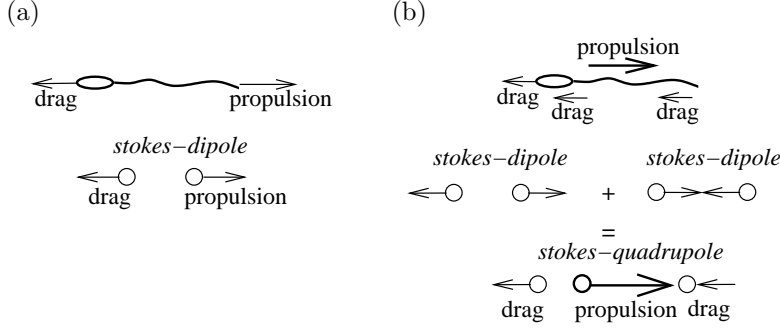 (a)
drag
propulsion
stokes-dipole
drag
propulsion
(b)
propulsion
drag
drag
drag
stokes-dipole
stokes-dipole
+
=
stokes-quadrupole
drag
propulsion
drag